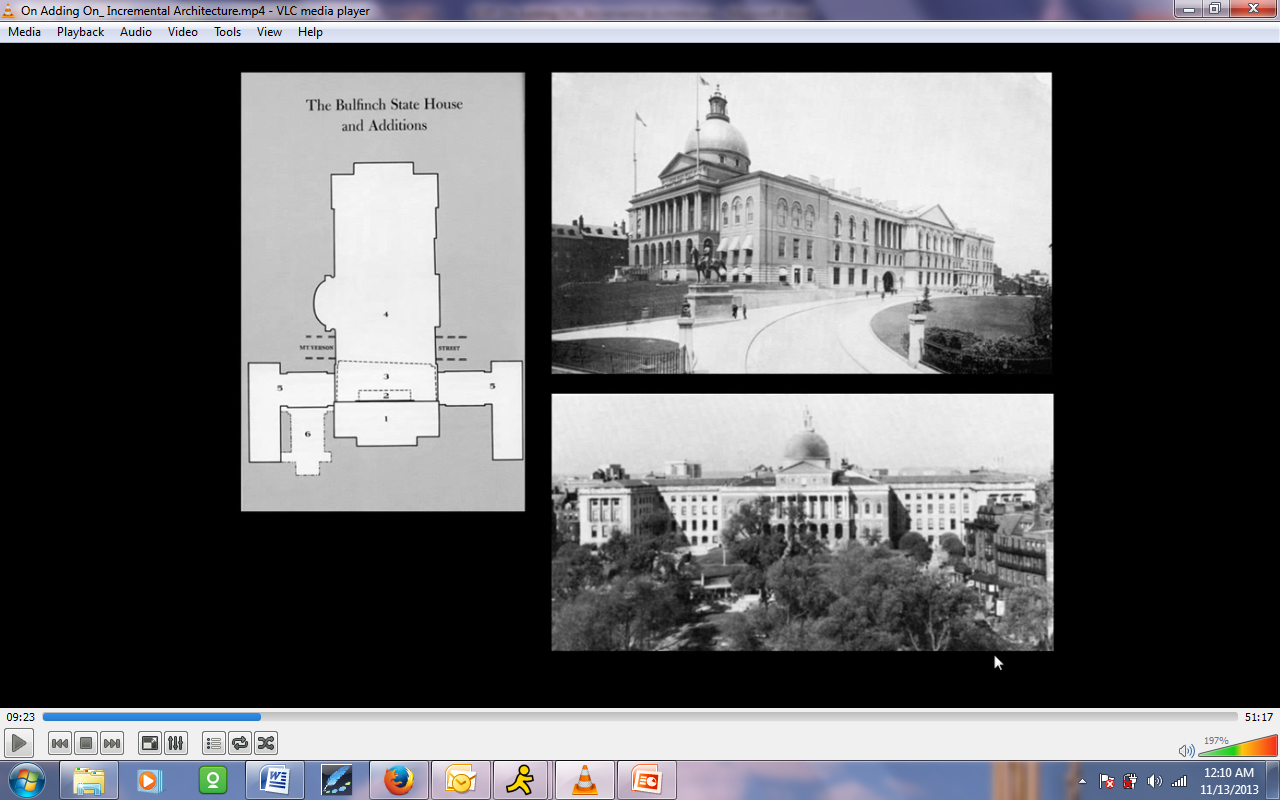 On Adding On_ Incremental Architecture.mp4 - VLC media player
Media Playback Audio Video Tools View Help
The Bulfinch State House
and Additions
4
MT. VERNON STREET
3
5 5
2
1
6
09:23 51:17
197%
12:10 AM
11/13/2013